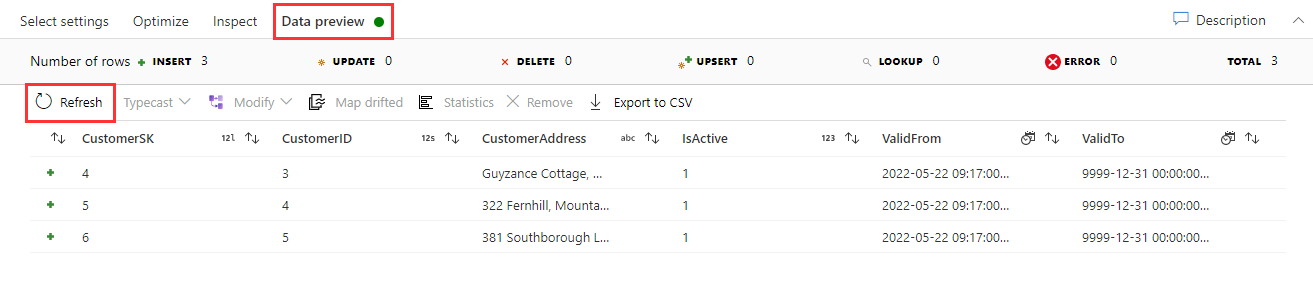 Select settings Optimize Inspect Data preview Description
Number of rows INSERT 3 UPDATE 0 DELETE 0 UPSERT 0 LOOKUP 0 ERROR 0 TOTAL 3
Refresh Typecast Modify Map drifted Statistics Remove Export to CSV
CustomerSK 12l CustomerID 12s CustomerAddress abc IsActive 123 ValidFrom ValidTo
4 3 Guyzance Cottage, ... 1 2022-05-22 09:17:00... 9999-12-31 00:00:00...
5 4 322 Fernhill, Mounta... 1 2022-05-22 09:17:00... 9999-12-31 00:00:00...
6 5 381 Southborough L... 1 2022-05-22 09:17:00... 9999-12-31 00:00:00...